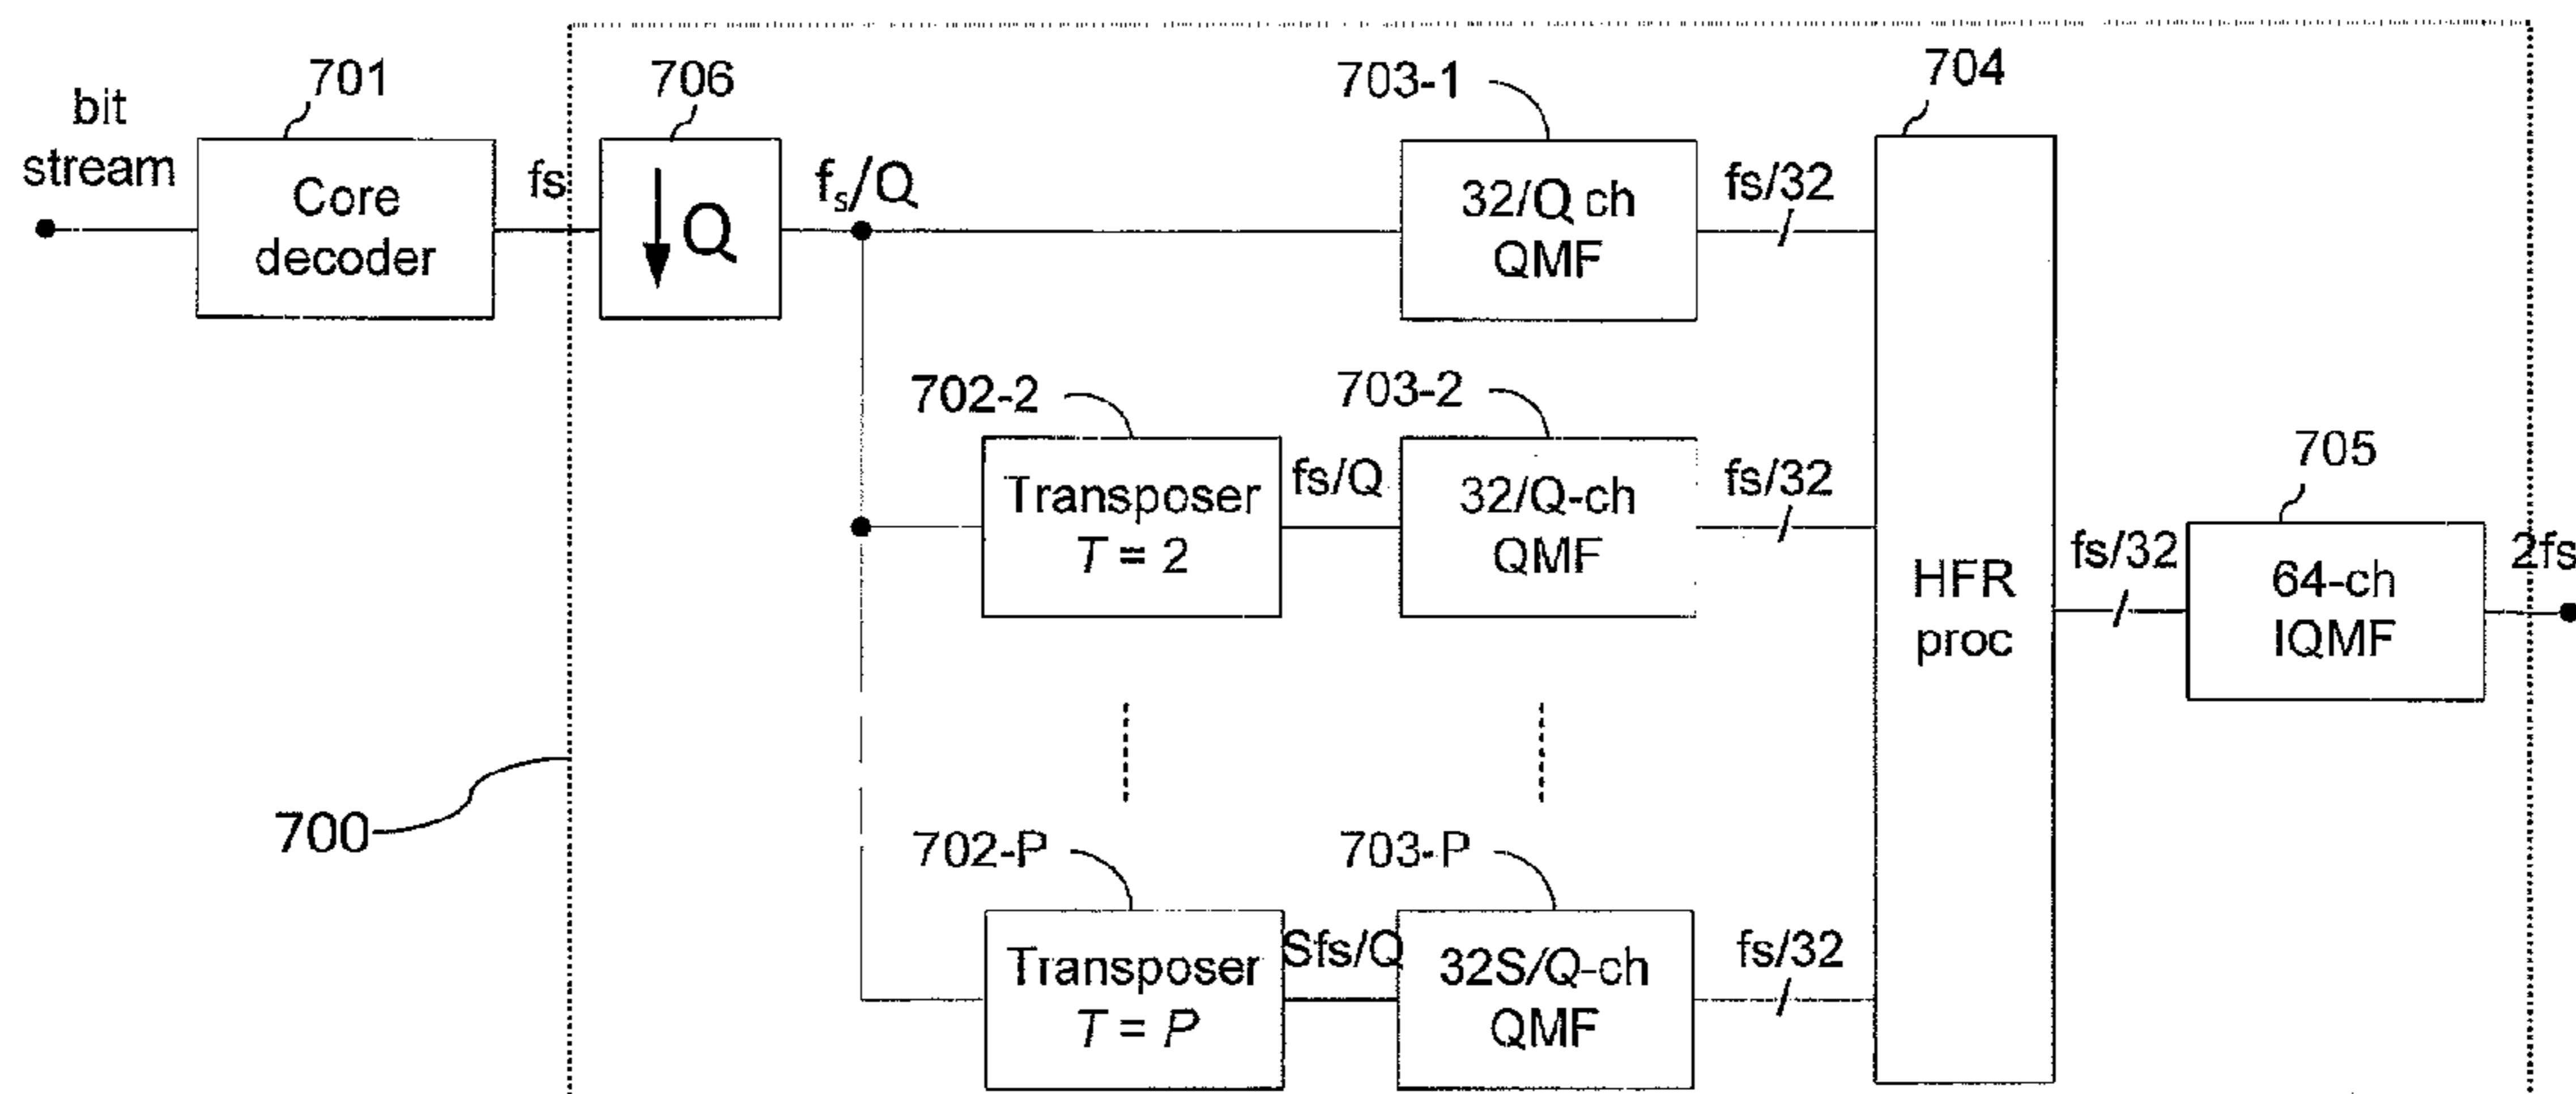 bit
stream
701
Core
decoder
fs
706
Q
fₛ/Q
703-1
32/Q ch
QMF
fs/32
704
HFR
proc
702-2
Transposer
T = 2
fs/Q
703-2
32/Q-ch
QMF
fs/32
fs/32
705
64-ch
IQMF
2fs
700
702-P
Transposer
T = P
Sfs/Q
703-P
32S/Q-ch
QMF
fs/32